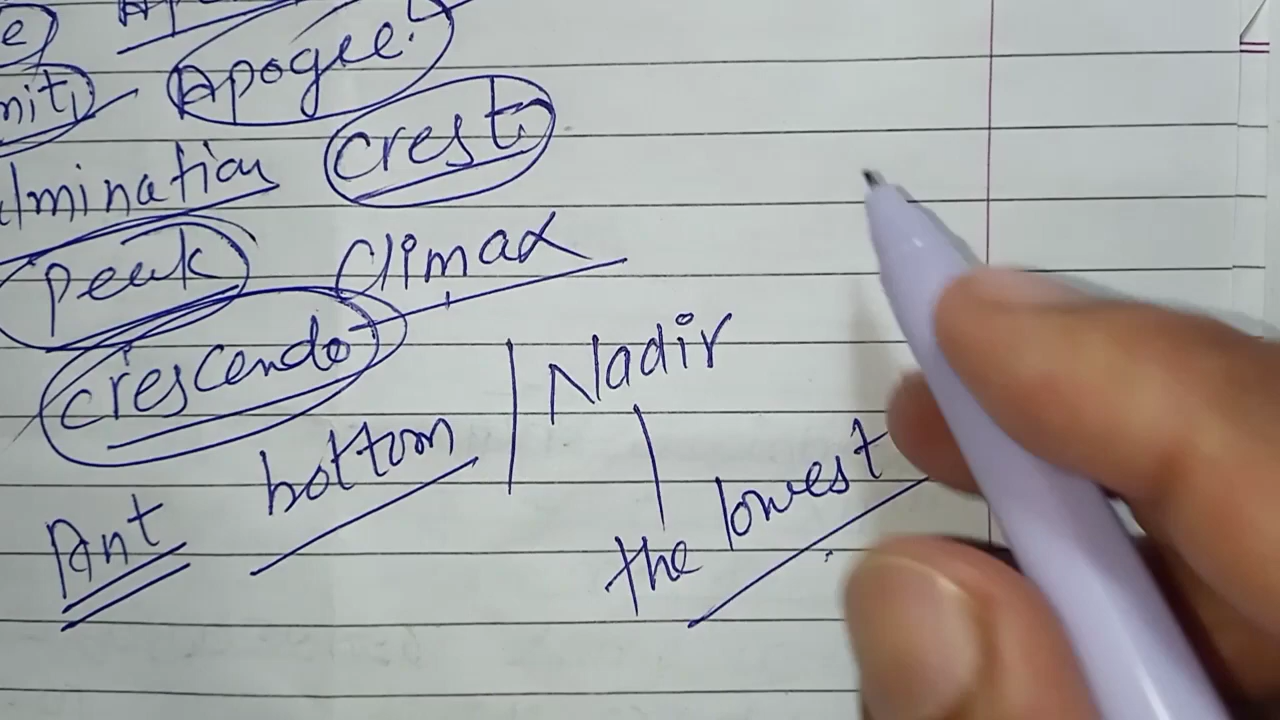 Apogee
crest
peak climax
crescendo Nadir
Ant bottom the lowest